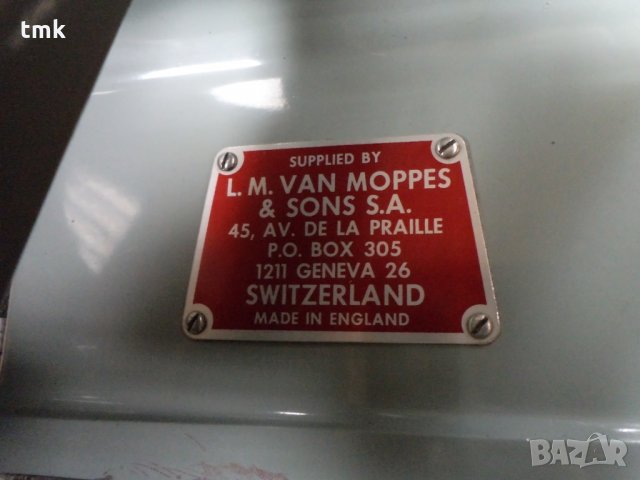 tmk
SUPPLIED BY
L. M. VAN MOPPES
& SONS S.A.
45, AV. DE LA PRAILLE
P.O. BOX 305
1211 GENEVA 26
SWITZERLAND
MADE IN ENGLAND
BAZAR